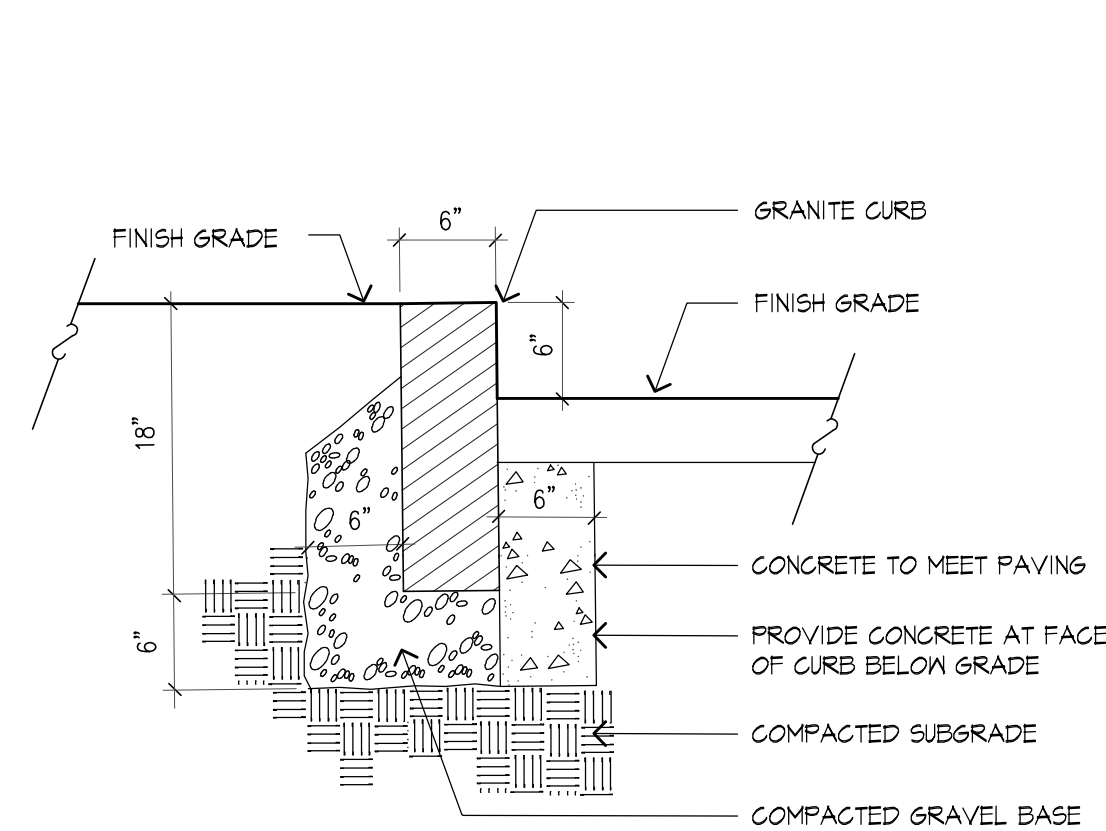 6”
GRANITE CURB
FINISH GRADE
FINISH GRADE
6”
18”
6”
6”
CONCRETE TO MEET PAVING
6”
PROVIDE CONCRETE AT FACE
OF CURB BELOW GRADE
COMPACTED SUBGRADE
COMPACTED GRAVEL BASE